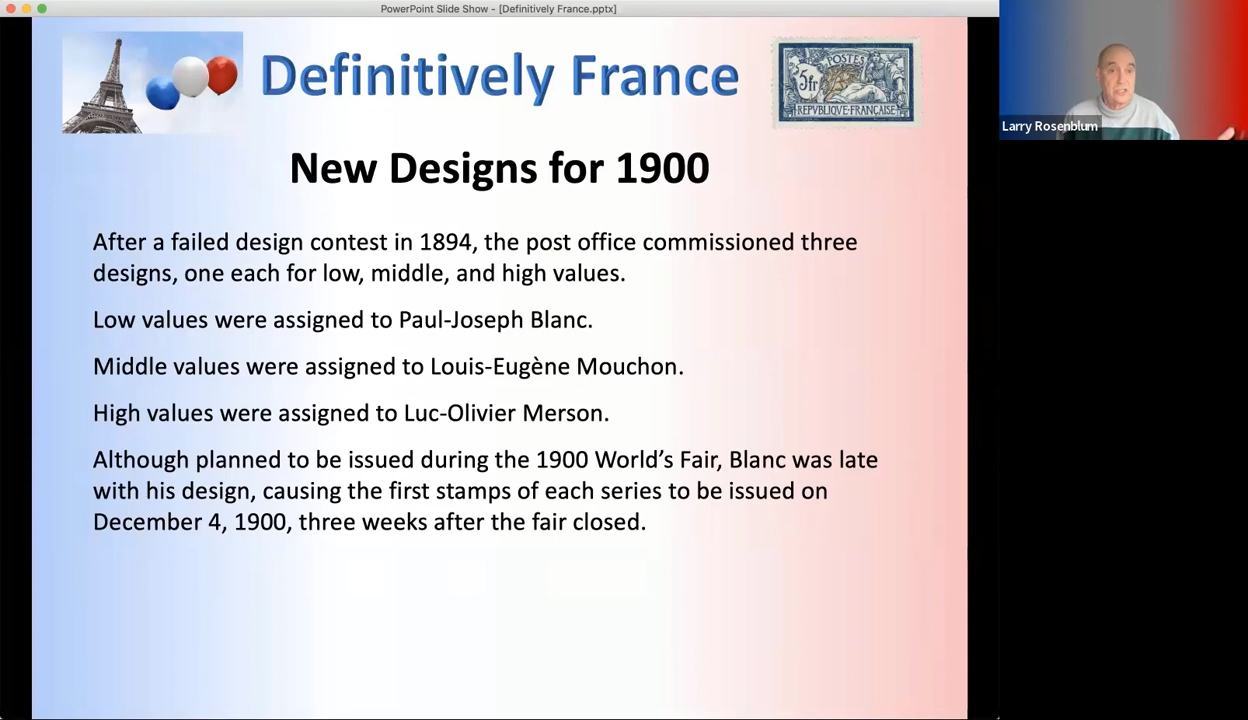 PowerPoint Slide Show - [Definitively France.pptx]
Definitively France
POSTES
5fr
REPVBLIQVE·FRANÇAISE
Larry Rosenblum
New Designs for 1900
After a failed design contest in 1894, the post office commissioned three
designs, one each for low, middle, and high values.
Low values were assigned to Paul-Joseph Blanc.
Middle values were assigned to Louis-Eugène Mouchon.
High values were assigned to Luc-Olivier Merson.
Although planned to be issued during the 1900 World’s Fair, Blanc was late
with his design, causing the first stamps of each series to be issued on
December 4, 1900, three weeks after the fair closed.